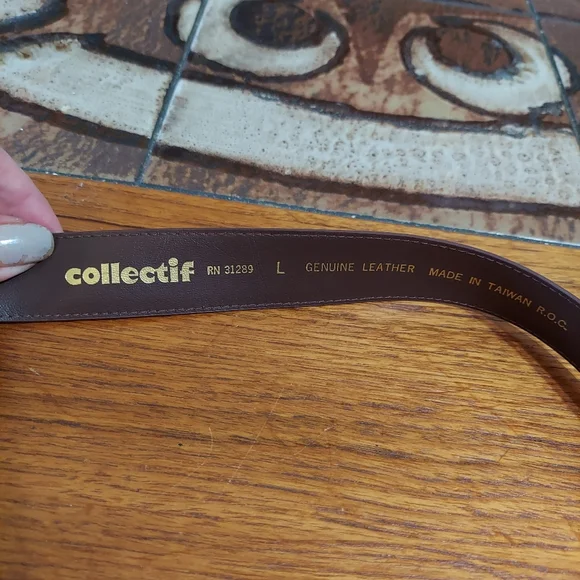 collectif RN 31289 L GENUINE LEATHER MADE IN TAIWAN R.O.C.